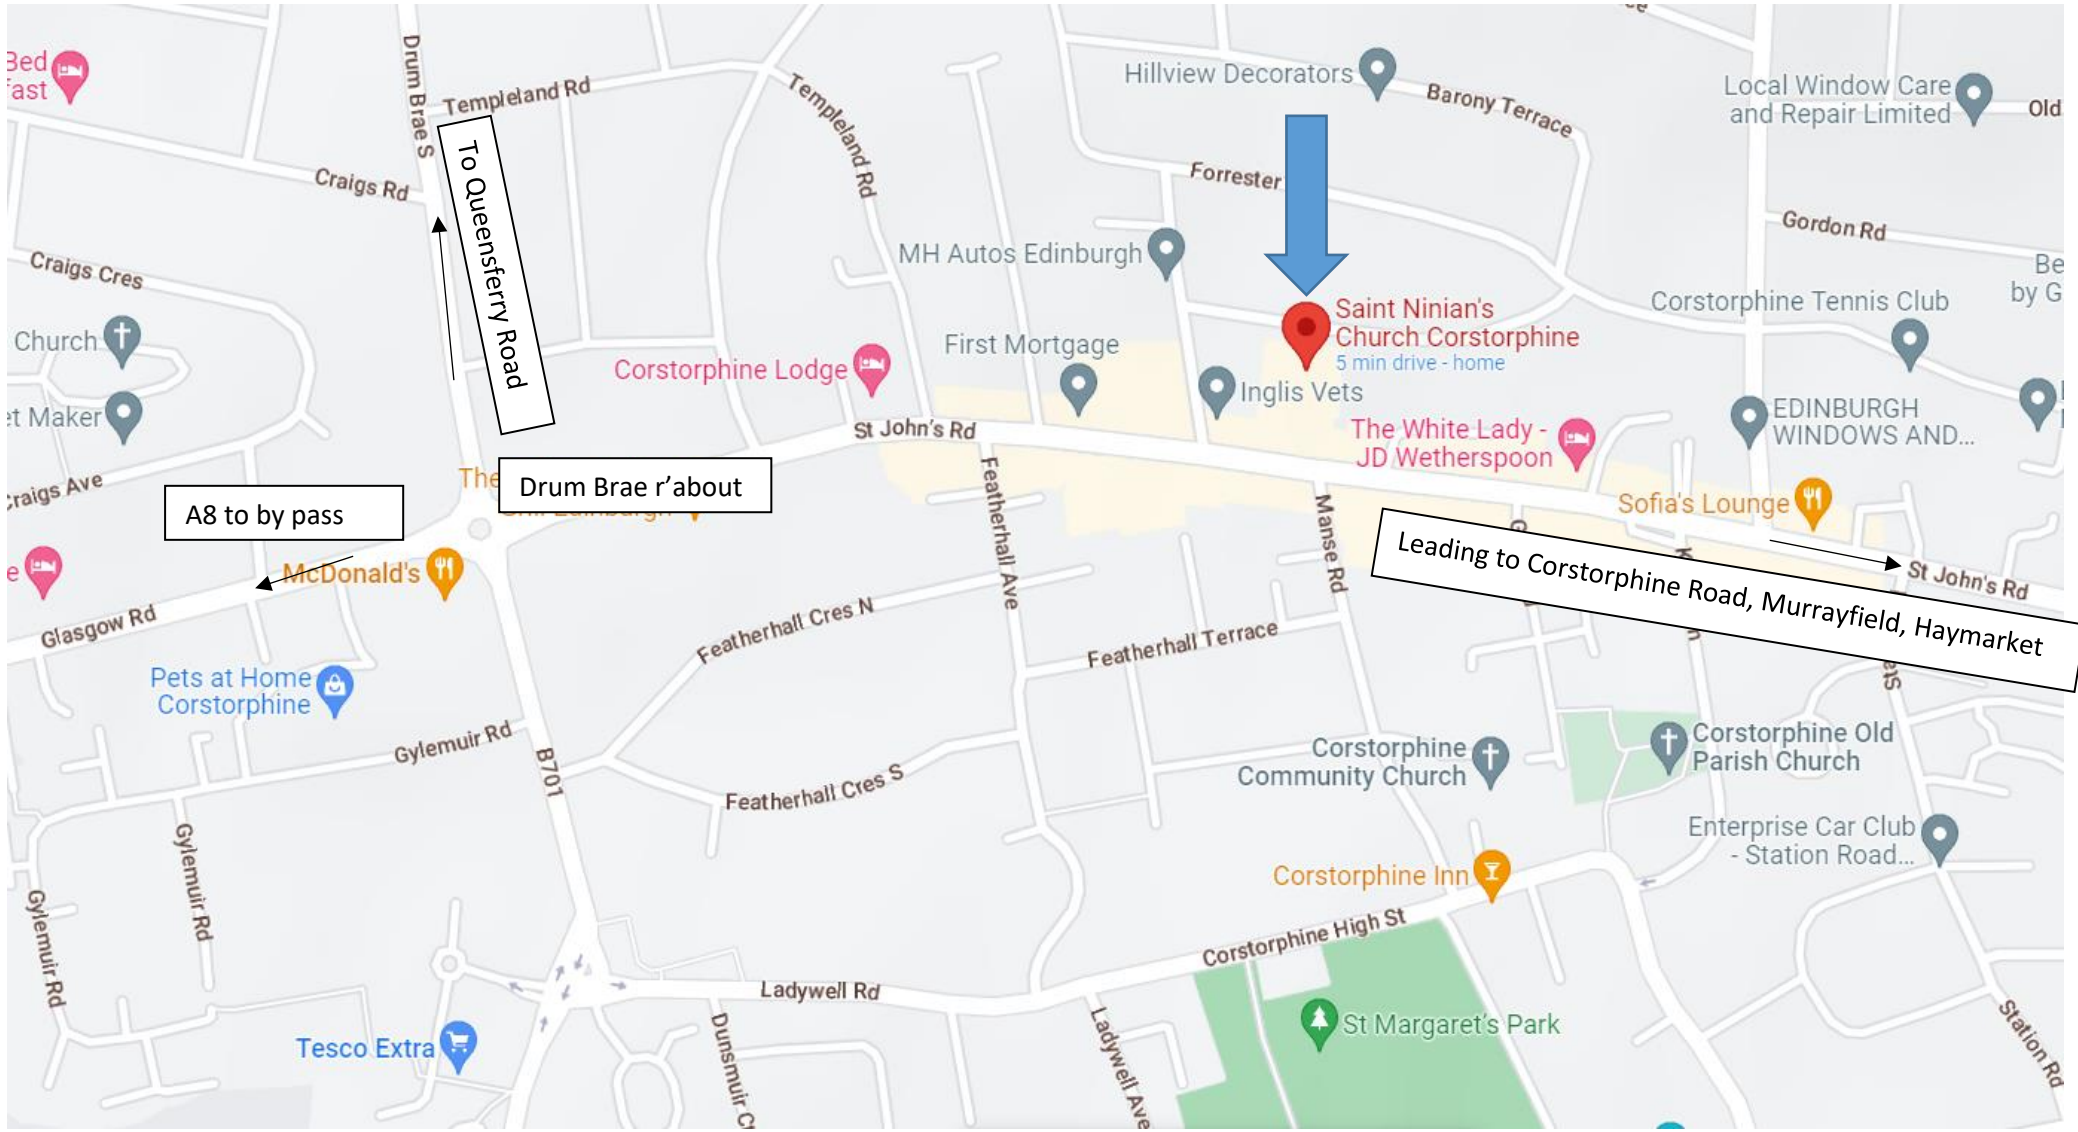 Bed
fast
Drum Brae S
Templeland Rd
Templeland Rd
Hillview Decorators
Barony Terrace
Local Window Care
and Repair Limited
Old
To Queensferry Road
Craigs Rd
Forrester
Gordon Rd
Craigs Cres
MH Autos Edinburgh
Be
by G
Church
Saint Ninian's
Church Corstorphine
5 min drive - home
Corstorphine Tennis Club
First Mortgage
Corstorphine Lodge
Inglis Vets
et Maker
EDINBURGH
WINDOWS AND...
St John's Rd
The White Lady -
JD Wetherspoon
Craigs Ave
The
Drum Brae r'about
A8 to by pass
Featherhall Ave
Manse Rd
Sofia's Lounge
Leading to Corstorphine Road, Murrayfield, Haymarket
St John's Rd
e
McDonald's
Glasgow Rd
Featherhall Cres N
Featherhall Terrace
Pets at Home
Corstorphine
Gylemuir Rd
B701
Featherhall Cres S
Corstorphine
Community Church
Corstorphine Old
Parish Church
Gylemuir Rd
Gylemuir Rd
Enterprise Car Club
- Station Road...
Corstorphine Inn
Corstorphine High St
Ladywell Rd
St Margaret's Park
Tesco Extra
Dunsmuir Ct
Ladywell Ave
Station Rd